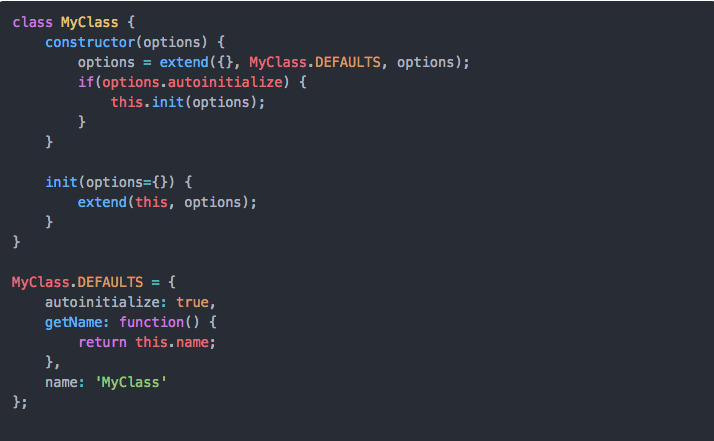 class MyClass {
    constructor(options) {
        options = extend({}, MyClass.DEFAULTS, options);
        if(options.autoinitialize) {
            this.init(options);
        }
    }

    init(options={}) {
        extend(this, options);
    }
}

MyClass.DEFAULTS = {
    autoinitialize: true,
    getName: function() {
        return this.name;
    },
    name: 'MyClass'
};